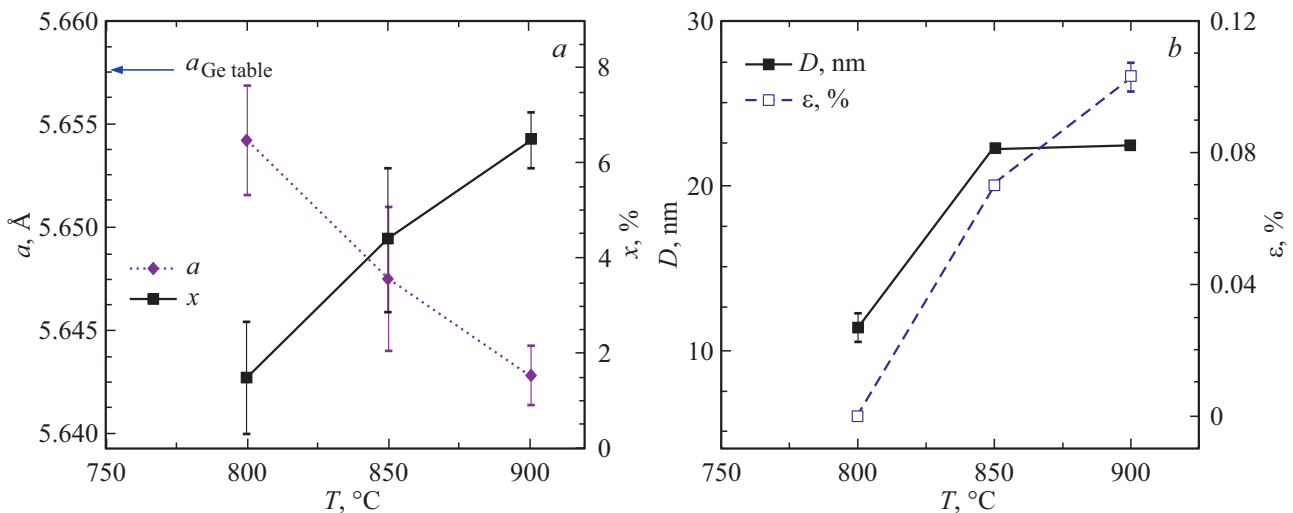 a
a Ge table
5.660
5.655
5.650
5.645
5.640
a, Å
a
x
8
6
4
2
0
x, %
750
800
850
900
T, °C
b
D, nm
ε, %
30
20
10
D, nm
0.12
0.08
0.04
0
ε, %
750
800
850
900
T, °C